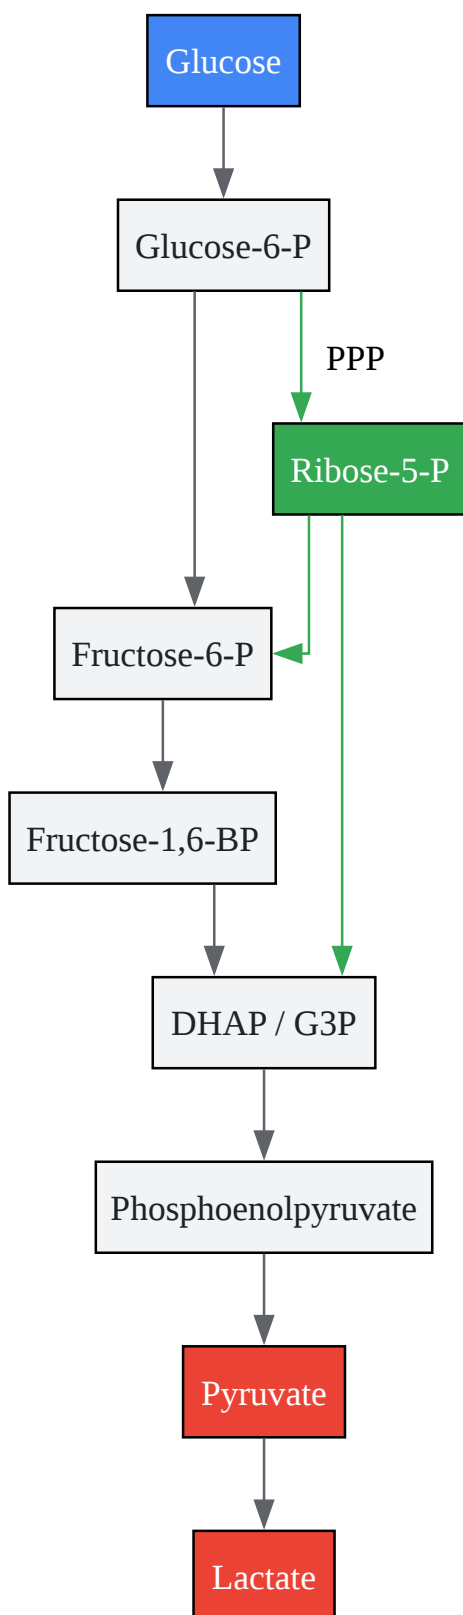 Glucose
Glucose-6-P
PPP
Ribose-5-P
Fructose-6-P
Fructose-1,6-BP
DHAP / G3P
Phosphoenolpyruvate
Pyruvate
Lactate